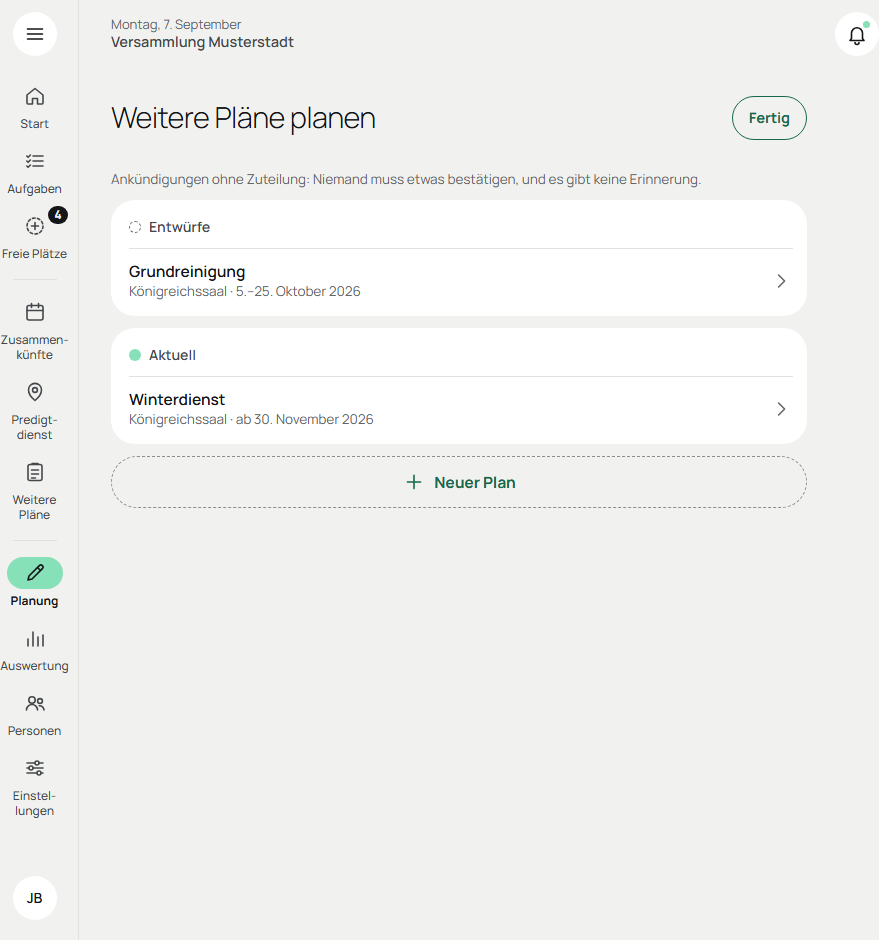 Montag, 7. September
Versammlung Musterstadt
Start
Aufgaben
4
Freie Plätze
Zusammen-
künfte
Predigt-
dienst
Weitere
Pläne
Planung
Auswertung
Personen
Einstel-
lungen
JB
Weitere Pläne planen
Fertig
Ankündigungen ohne Zuteilung: Niemand muss etwas bestätigen, und es gibt keine Erinnerung.
Entwürfe
Grundreinigung
Königreichssaal · 5.–25. Oktober 2026
Aktuell
Winterdienst
Königreichssaal · ab 30. November 2026
Neuer Plan